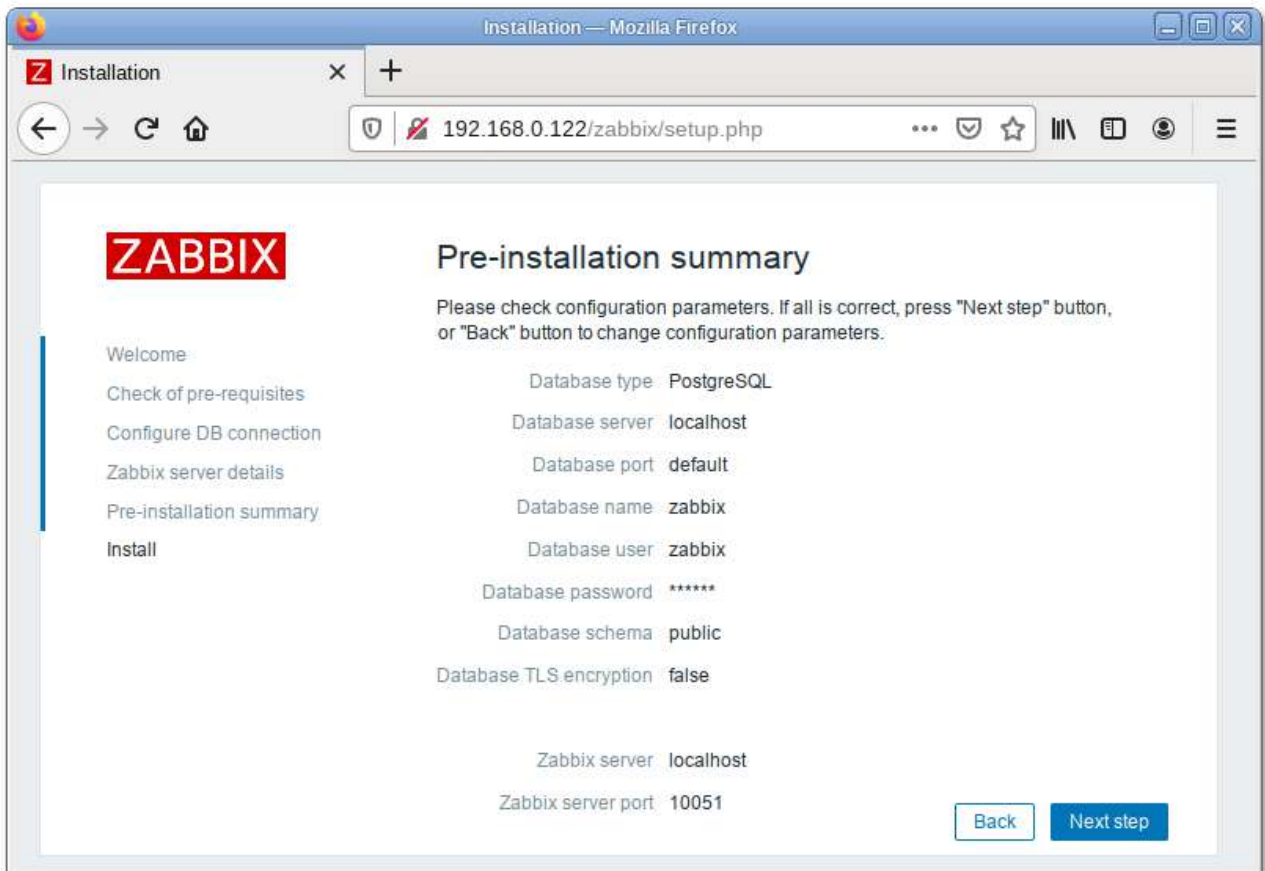 Installation — Mozilla Firefox
Z Installation
192.168.0.122/zabbix/setup.php
ZABBIX
Welcome
Check of pre-requisites
Configure DB connection
Zabbix server details
Pre-installation summary
Install
Pre-installation summary
Please check configuration parameters. If all is correct, press "Next step" button,
or "Back" button to change configuration parameters.
Database type PostgreSQL
Database server localhost
Database port default
Database name zabbix
Database user zabbix
Database password ******
Database schema public
Database TLS encryption false
Zabbix server localhost
Zabbix server port 10051
Back Next step